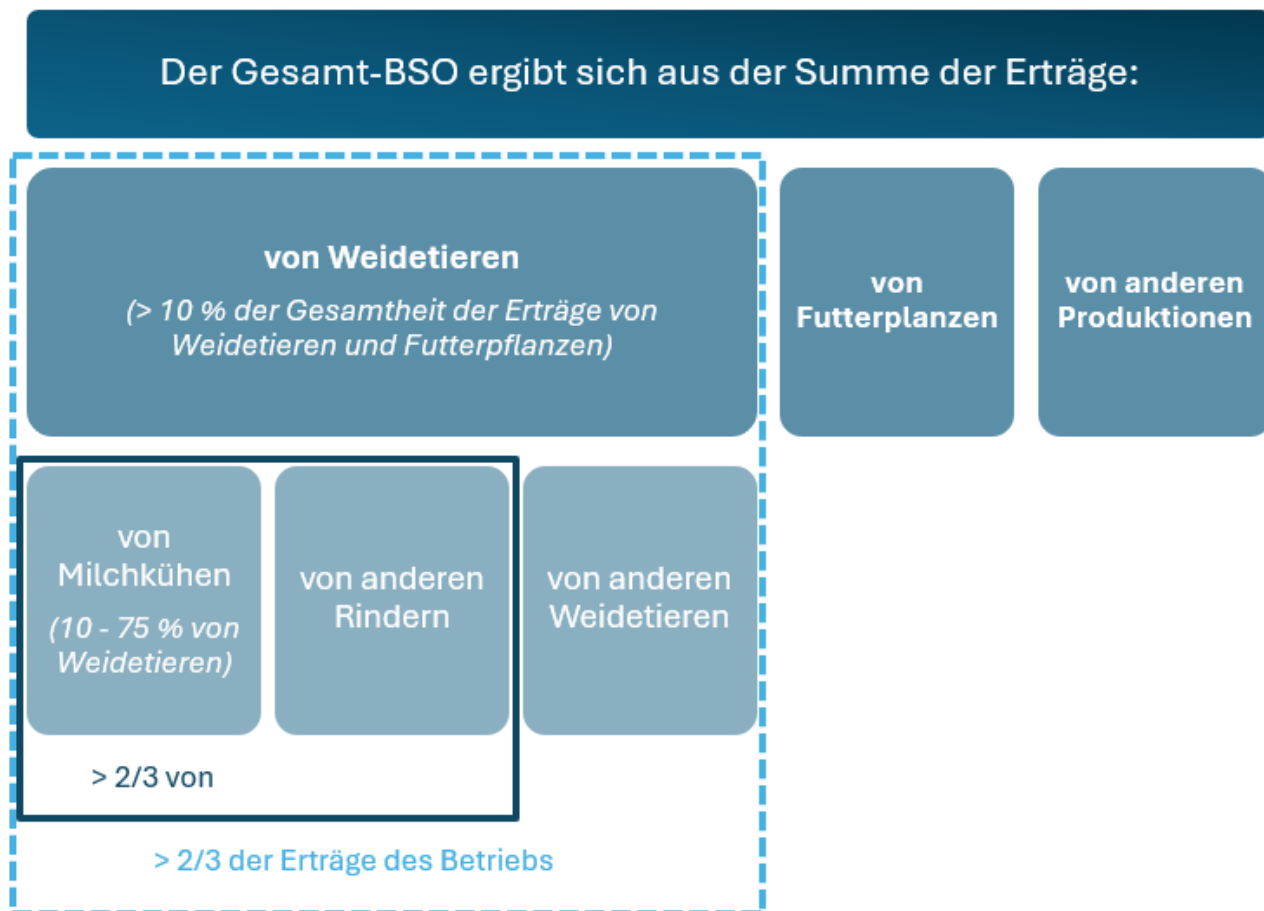 Der Gesamt-BSO ergibt sich aus der Summe der Erträge:
von Weidetieren
(> 10 % der Gesamtheit der Erträge von
Weidetieren und Futterpflanzen)
von
Futterplanzen
von anderen
Produktionen
von
Milchkühen
(10 - 75 % von
Weidetieren)
von anderen
Rindern
von anderen
Weidetieren
> 2/3 von
> 2/3 der Erträge des Betriebs